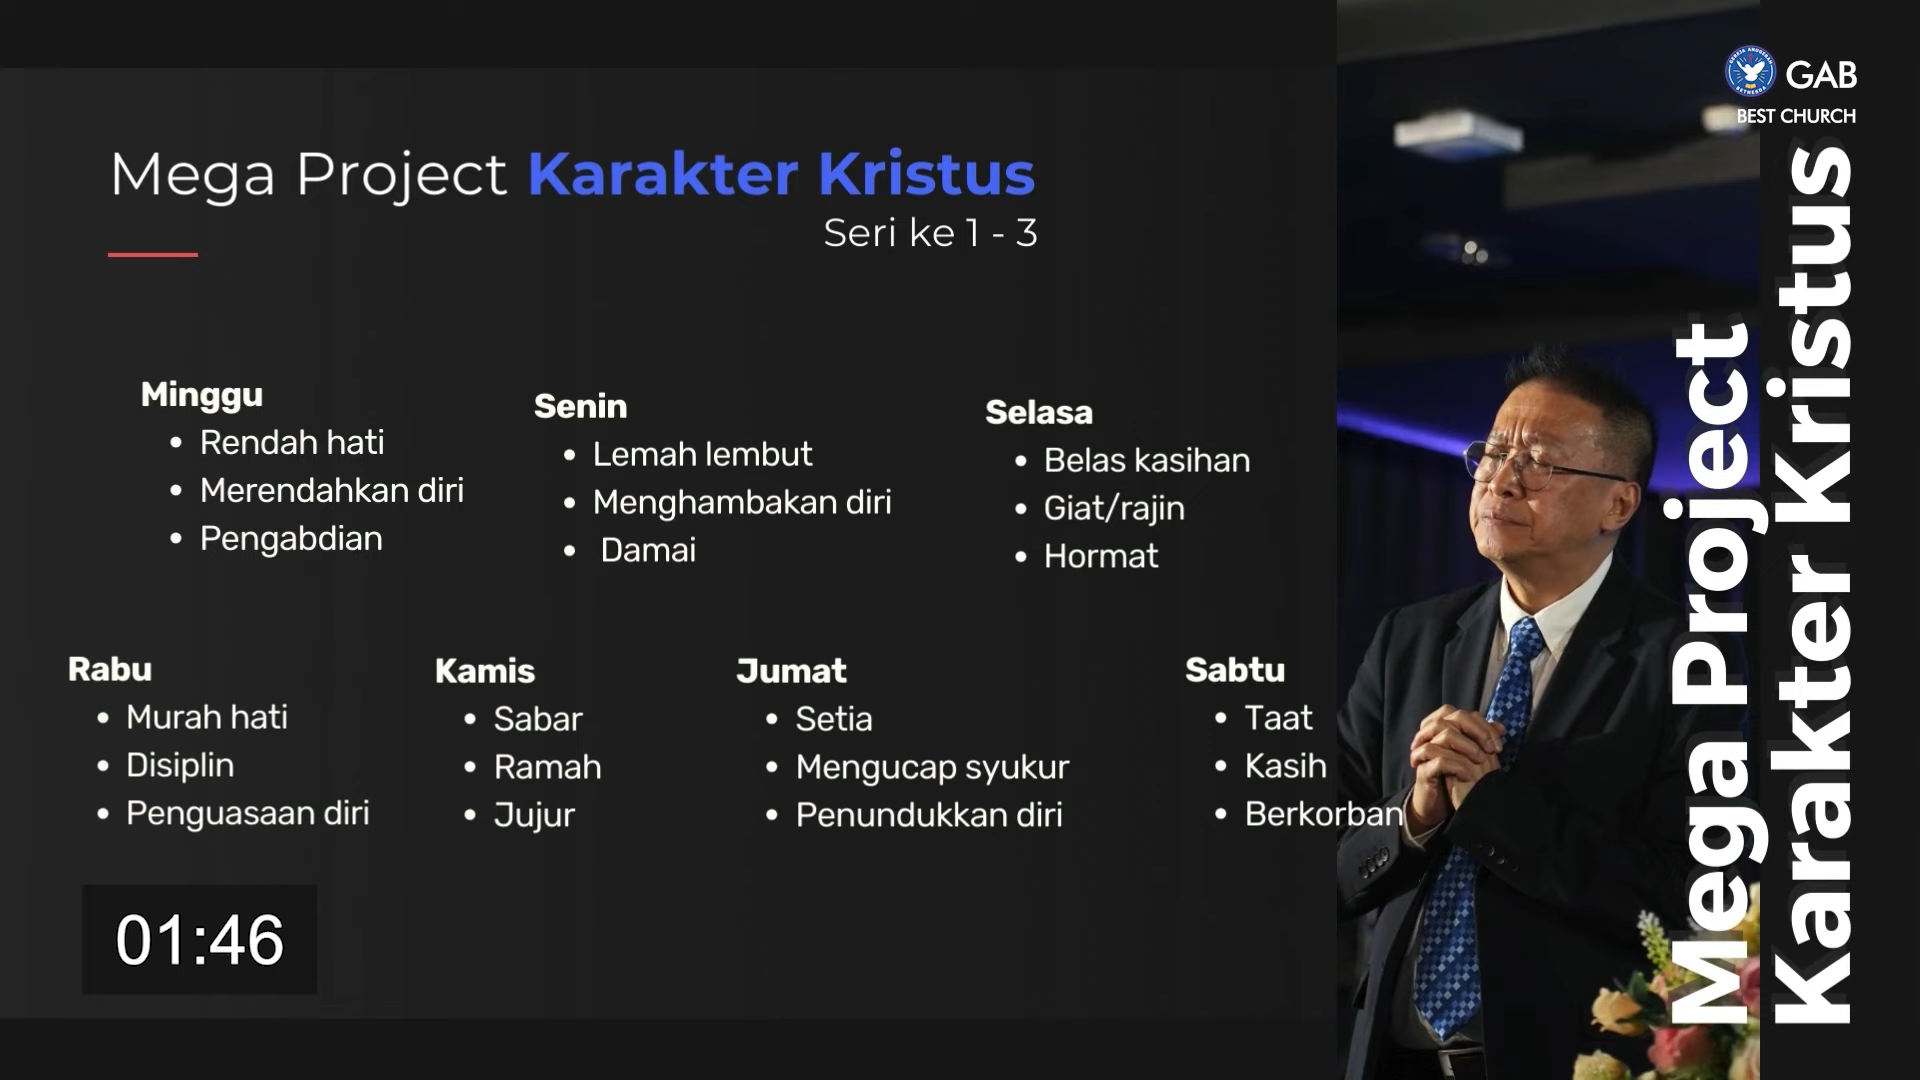 Mega Project Karakter Kristus
Seri ke 1 - 3
Minggu
• Rendah hati
• Merendahkan diri
• Pengabdian
Senin
• Lemah lembut
• Menghambakan diri
• Damai
Selasa
• Belas kasihan
• Giat/rajin
• Hormat
Rabu
• Murah hati
• Disiplin
• Penguasaan diri
Kamis
• Sabar
• Ramah
• Jujur
Jumat
• Setia
• Mengucap syukur
• Penundukkan diri
Sabtu
• Taat
• Kasih
• Berkorban
01:46
GAB
BEST CHURCH
Mega Project
Karakter Kristus